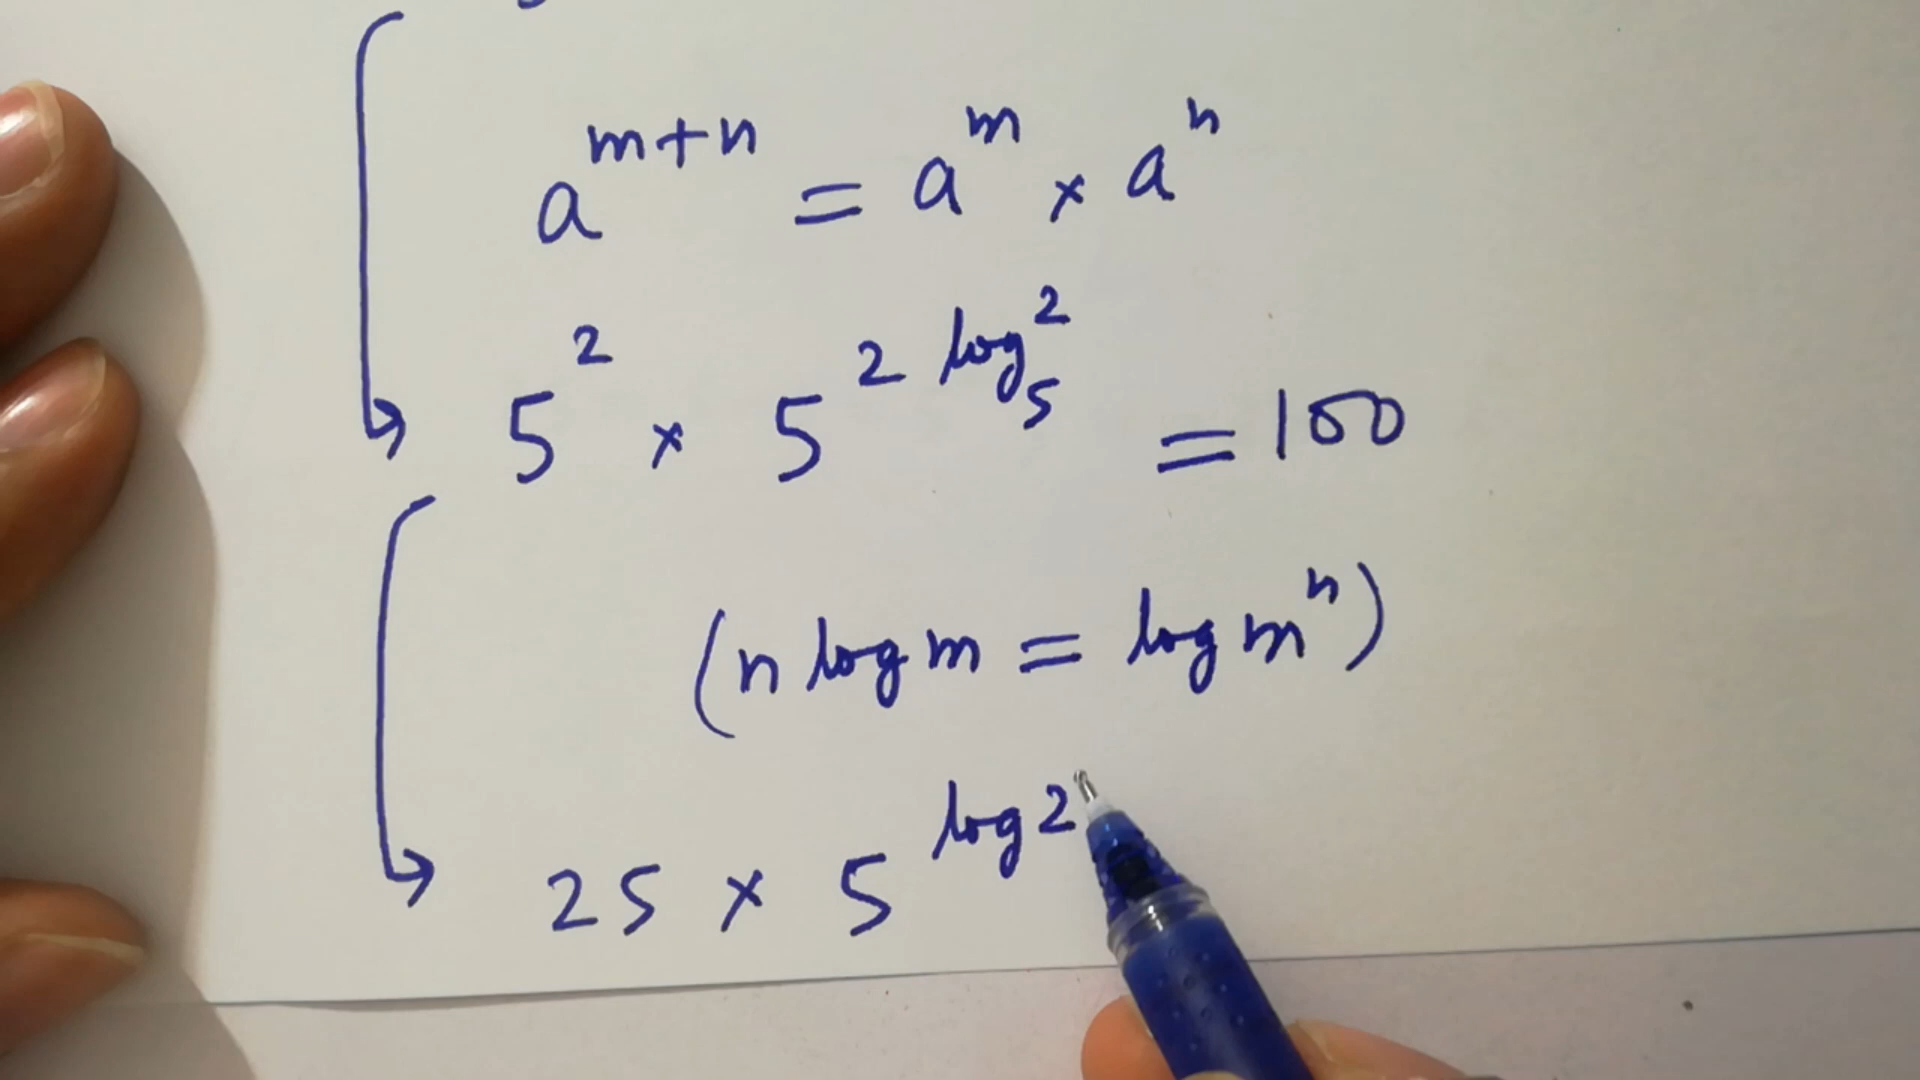 a^{m+n} = a^m × a^n
5^2 × 5^{2 log_5 2} = 100
(n log m = log m^n)
25 × 5^{log 2}